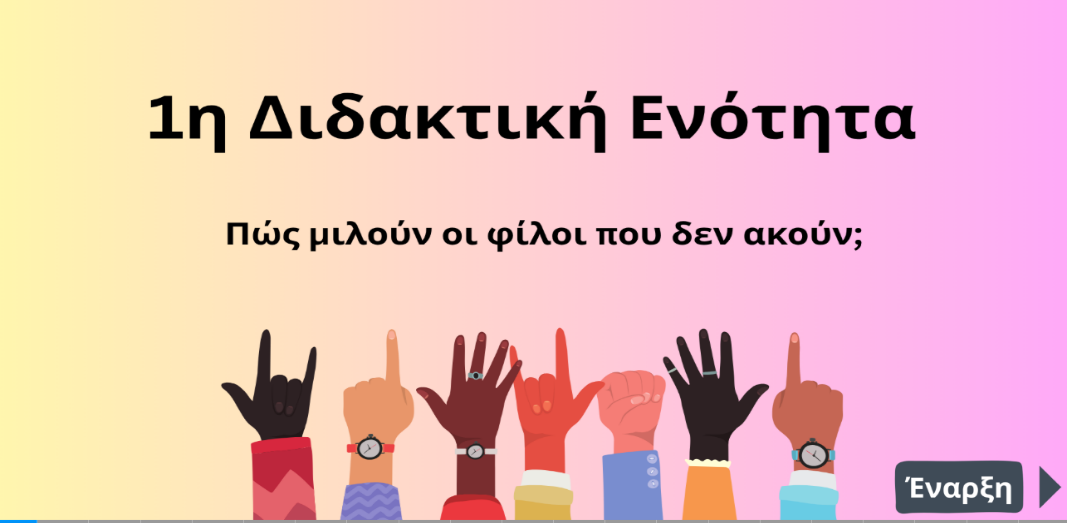 1η Διδακτική Ενότητα
Πώς μιλούν οι φίλοι που δεν ακούν;
Έναρξη